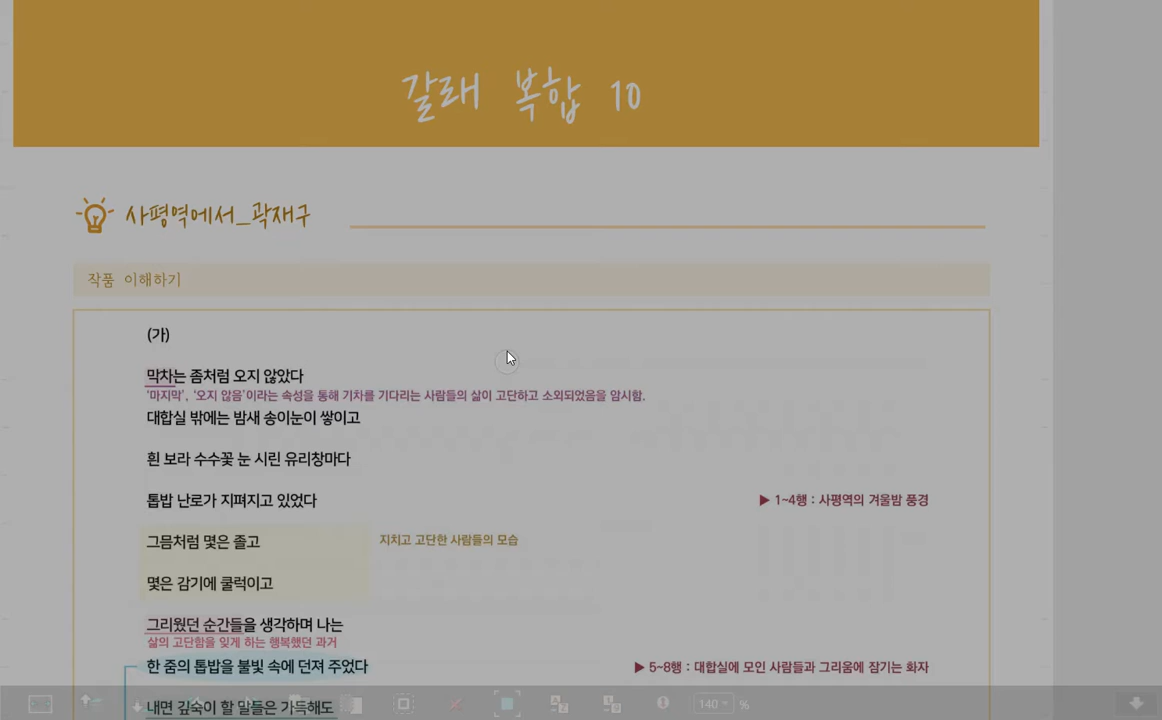 갈래 복합 10
사평역에서_곽재구
작품 이해하기
(가)
막차는 좀처럼 오지 않았다
'마지막', '오지 않음'이라는 속성을 통해 기차를 기다리는 사람들의 삶이 고단하고 소외되었음을 암시함.
대합실 밖에는 밤새 송이눈이 쌓이고
흰 보라 수수꽃 눈 시린 유리창마다
톱밥 난로가 지펴지고 있었다
▶ 1~4행 : 사평역의 겨울밤 풍경
그믐처럼 몇은 졸고
지치고 고단한 사람들의 모습
몇은 감기에 쿨럭이고
그리웠던 순간들을 생각하며 나는
삶의 고단함을 잊게 하는 행복했던 과거
한 줌의 톱밥을 불빛 속에 던져 주었다
▶ 5~8행 : 대합실에 모인 사람들과 그리움에 잠기는 화자
내면 깊숙이 할 말들은 가득해도
140 %